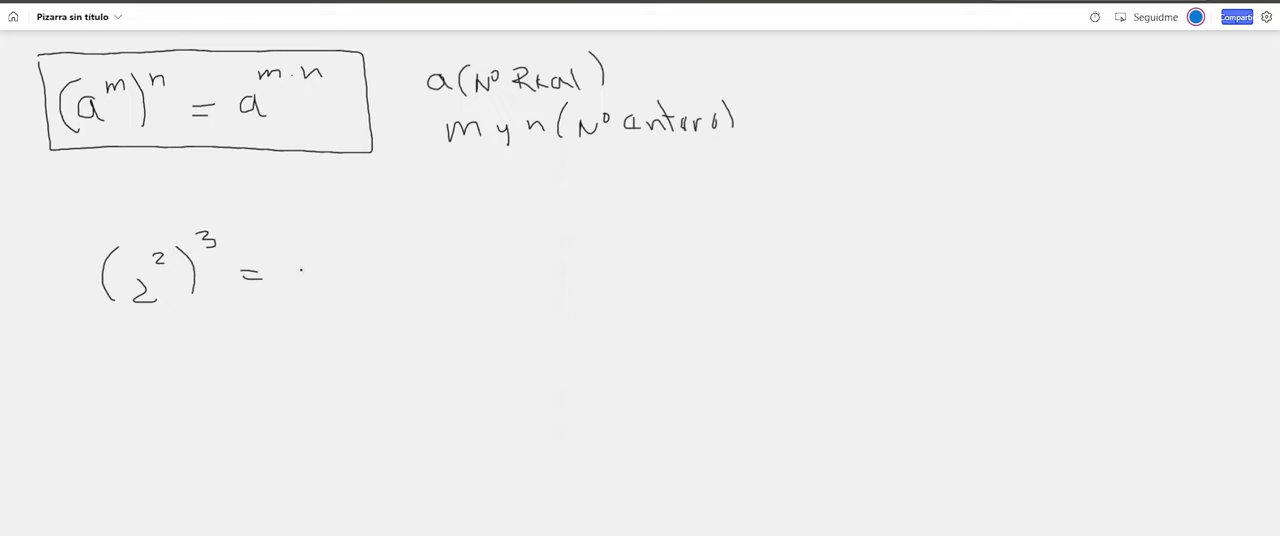 Pizarra sin título
Seguidme
Comparti
(a^m)^n = a^{m·n}
a (Nº Real)
m y n (Nº entero)
(2^2)^3 =